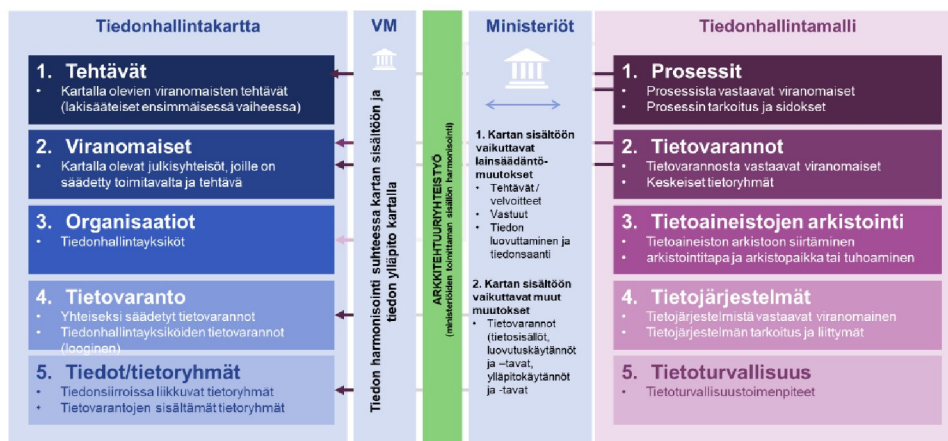 Tiedonhallintakartta
1. Tehtävät
• Kartalla olevien viranomaisten tehtävät
(lakisääteiset ensimmäisessä vaiheessa)
2. Viranomaiset
• Kartalla olevat julkisyhteisöt, joille on
säädetty toimitavalta ja tehtävä
3. Organisaatiot
• Tiedonhallintayksiköt
4. Tietovaranto
• Yhteiseksi säädetyt tietovarannot
• Tiedonhallintayksiköiden tietovarannot
(looginen)
5. Tiedot/tietoryhmät
• Tiedonsiirroissa liikkuvat tietoryhmät
• Tietovarantojen sisältämät tietoryhmät
VM
Tiedon harmonisointi suhteessa kartan sisältöön ja
tiedon ylläpito kartalla
ARKKITEHTUURIYHTEISTYÖ
(ministeriöiden toimittaman sisällön harmonisointi)
Ministeriöt
1. Kartan sisältöön
vaikuttavat
lainsäädäntö-
muutokset
• Tehtävät /
velvoitteet
• Vastuut
• Tiedon
luovuttaminen ja
tiedonsaanti
2. Kartan sisältöön
vaikuttavat muut
muutokset
• Tietovarannot
(tietosisällöt,
luovutuskäytännöt
ja –tavat,
ylläpitokäytännöt
ja -tavat
Tiedonhallintamalli
1. Prosessit
• Prosessista vastaavat viranomaiset
• Prosessin tarkoitus ja sidokset
2. Tietovarannot
• Tietovarannosta vastaavat viranomaiset
• Keskeiset tietoryhmät
3. Tietoaineistojen arkistointi
• Tietoaineiston arkistoon siirtäminen
• arkistointitapa ja arkistopaikka tai tuhoaminen
4. Tietojärjestelmät
• Tietojärjestelmistä vastaavat viranomainen
• Tietojärjestelmän tarkoitus ja liittymät
5. Tietoturvallisuus
• Tietoturvallisuustoimenpiteet